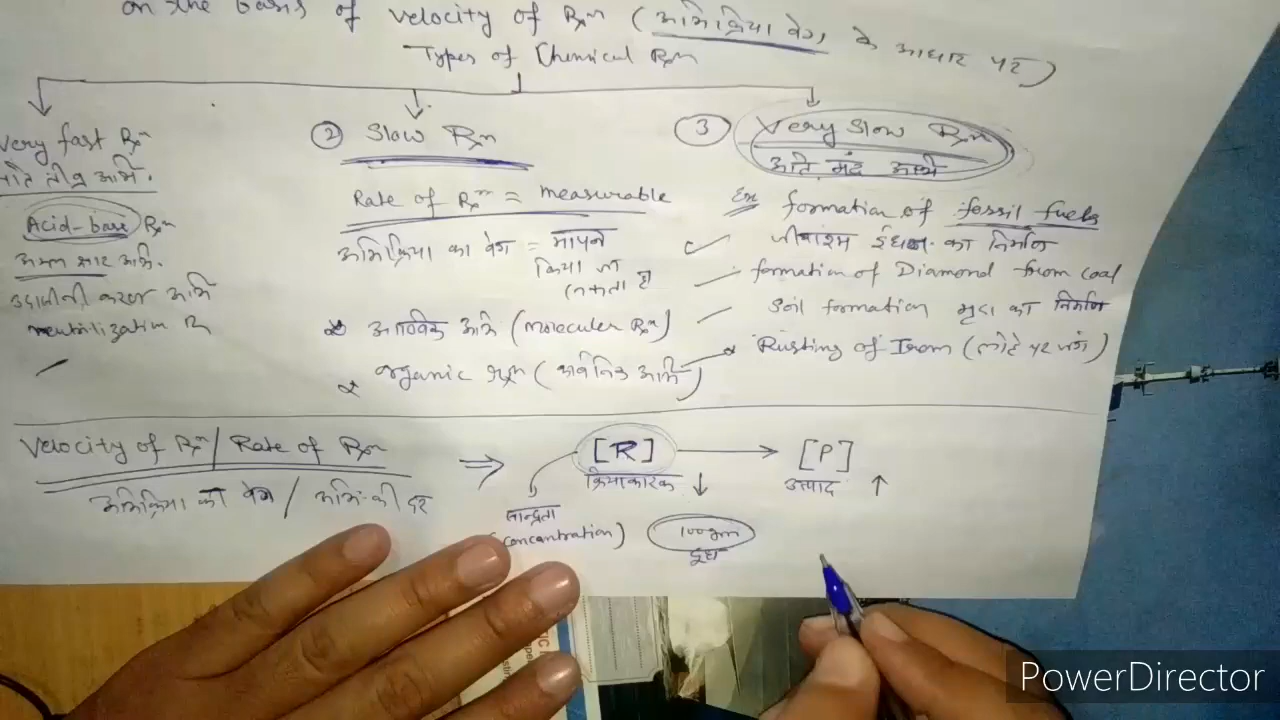 on the basis of velocity of Rxn (अभिक्रिया वेग के आधार पर)
Types of Chemical Rxn
Very fast Rxn
तीव्र अभि.
Acid-base Rxn
अम्ल क्षार अभि.
उदासीनीकरण अभि
neutralization
② Slow Rxn
Rate of Rxn = measurable
अभिक्रिया का वेग = मापने
किया जा
सकता है
आण्विक अभि (Moleculer Rxn)
organic Rxn (कार्बनिक अभि)
③ Very slow Rxn
अति मंद अभि
Ex formation of fossil fuels
जीवाश्म ईंधन का निर्माण
formation of Diamond from coal
soil formation मृदा का निर्माण
Rusting of Iron (लोहे पर जंग)
Velocity of Rxn / Rate of Rxn
अभिक्रिया का वेग / अभि. की दर
⇒ [R] → [P]
क्रियाकारक ↓ उत्पाद ↑
सान्द्रता
(concentration)
100gm
दूध
PowerDirector